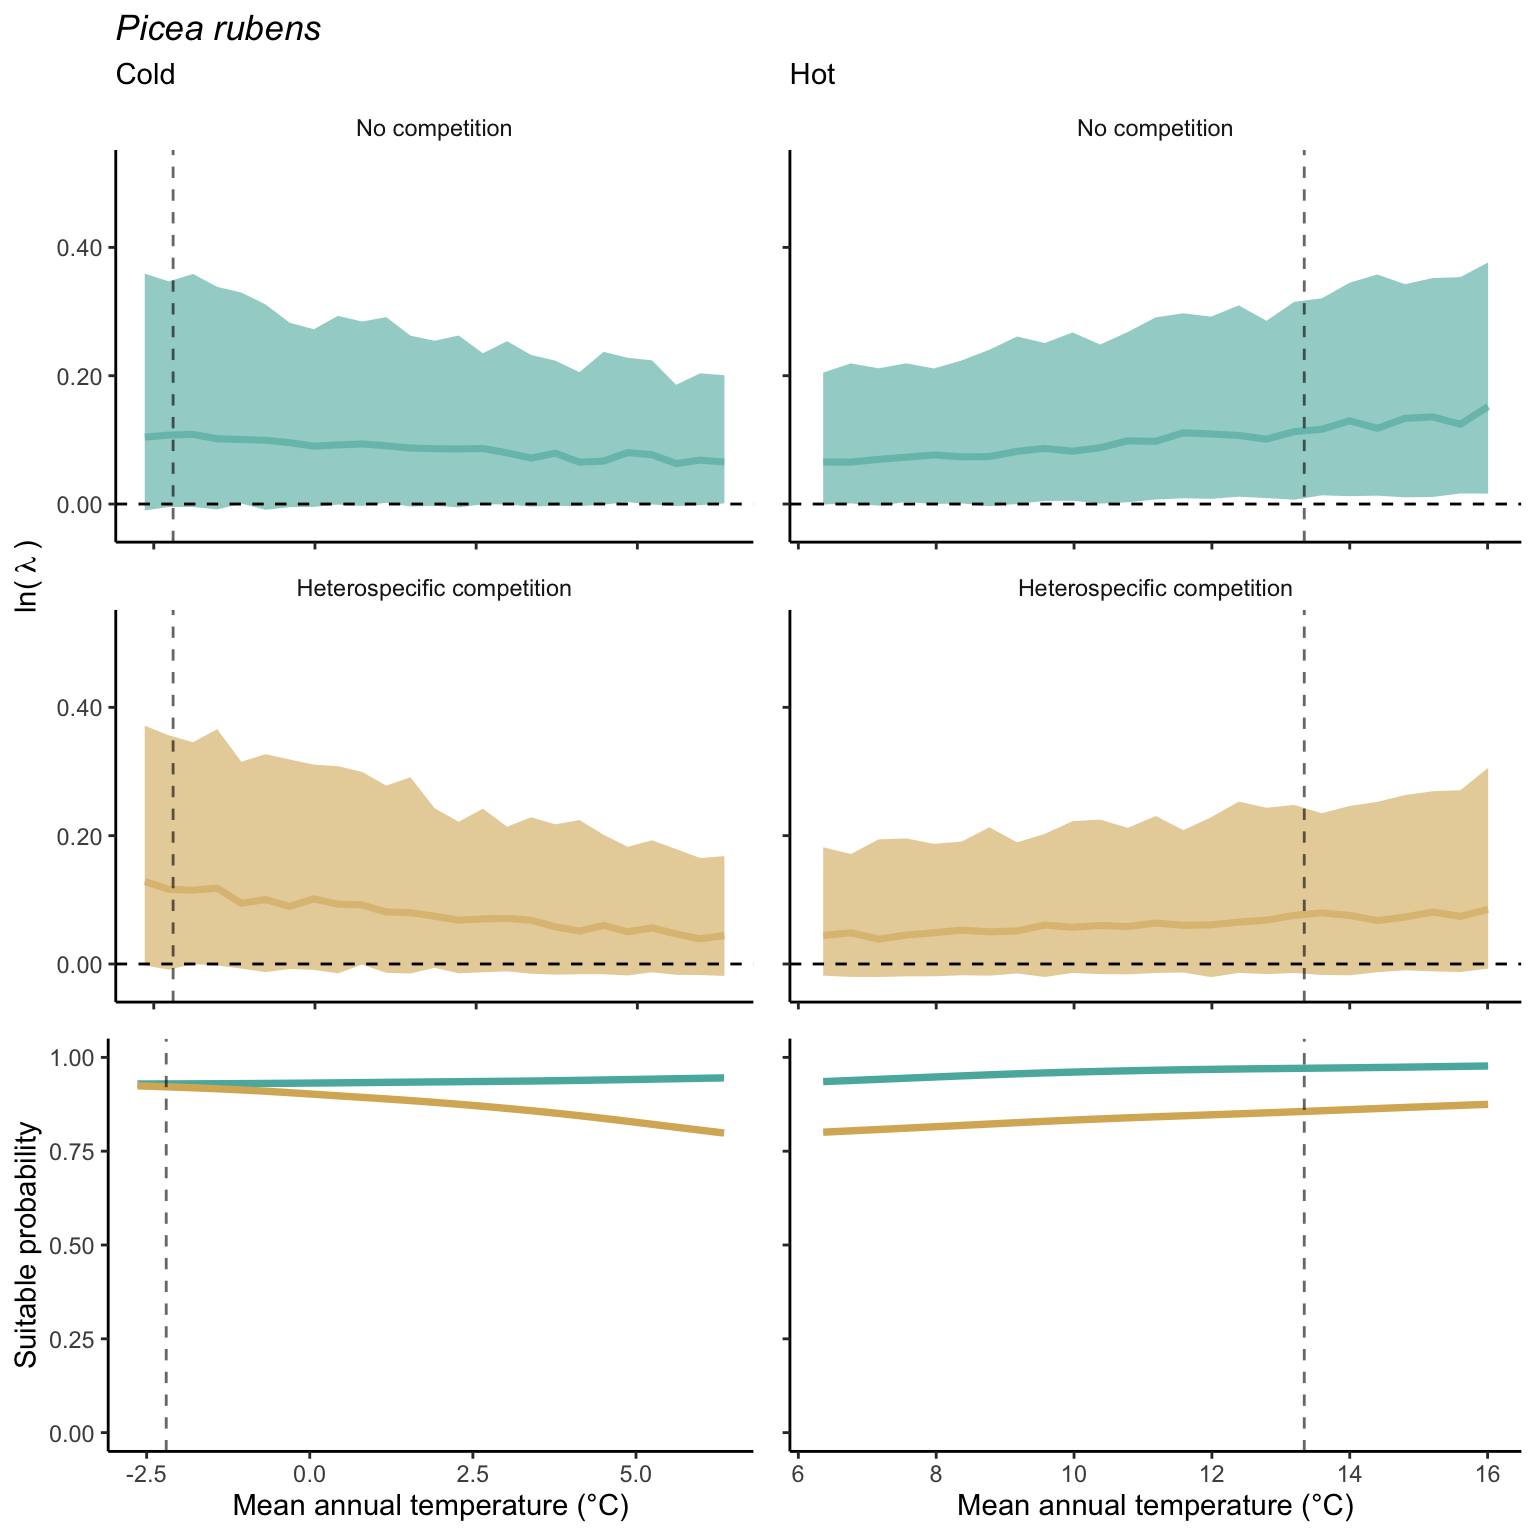 Picea rubens
Cold
Hot
No competition
No competition
0.40
0.20
0.00
ln( λ )
Heterospecific competition
Heterospecific competition
0.40
0.20
0.00
1.00
0.75
0.50
0.25
0.00
Suitable probability
-2.5 0.0 2.5 5.0
6 8 10 12 14 16
Mean annual temperature (°C)
Mean annual temperature (°C)